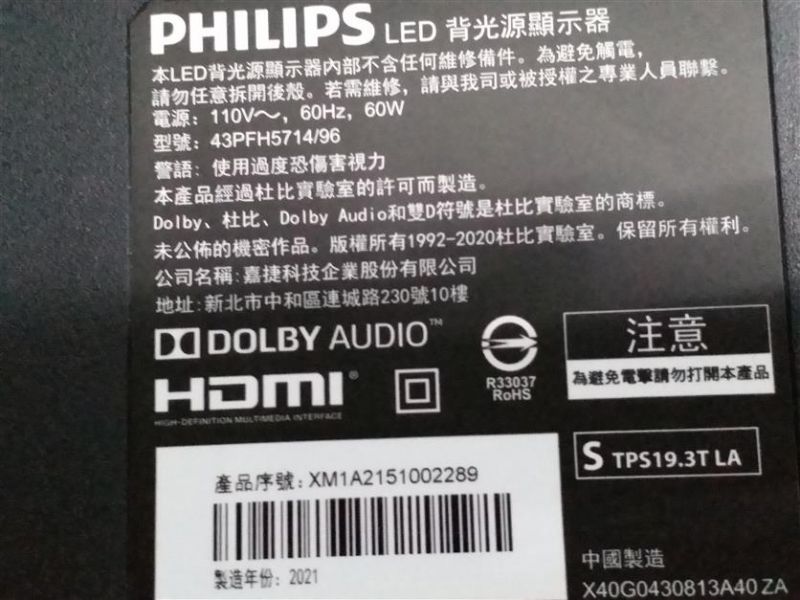 PHILIPS LED 背光源顯示器
本LED背光源顯示器內部不含任何維修備件。為避免觸電，
請勿任意拆開後殼。若需維修，請與我司或被授權之專業人員聯繫。
電源：110V～，60Hz，60W
型號：43PFH5714/96
警語：使用過度恐傷害視力
本產品經過杜比實驗室的許可而製造。
Dolby、杜比、Dolby Audio和雙D符號是杜比實驗室的商標。
未公佈的機密作品。版權所有1992-2020杜比實驗室。保留所有權利。
公司名稱：嘉捷科技企業股份有限公司
地址：新北市中和區連城路230號10樓
DOLBY AUDIO™
HDMI®
HIGH-DEFINITION MULTIMEDIA INTERFACE
R33037
RoHS
注意
為避免電擊請勿打開本產品
S TPS19.3T LA
產品序號：XM1A2151002289
製造年份：2021
中國製造
X40G0430813A40 ZA